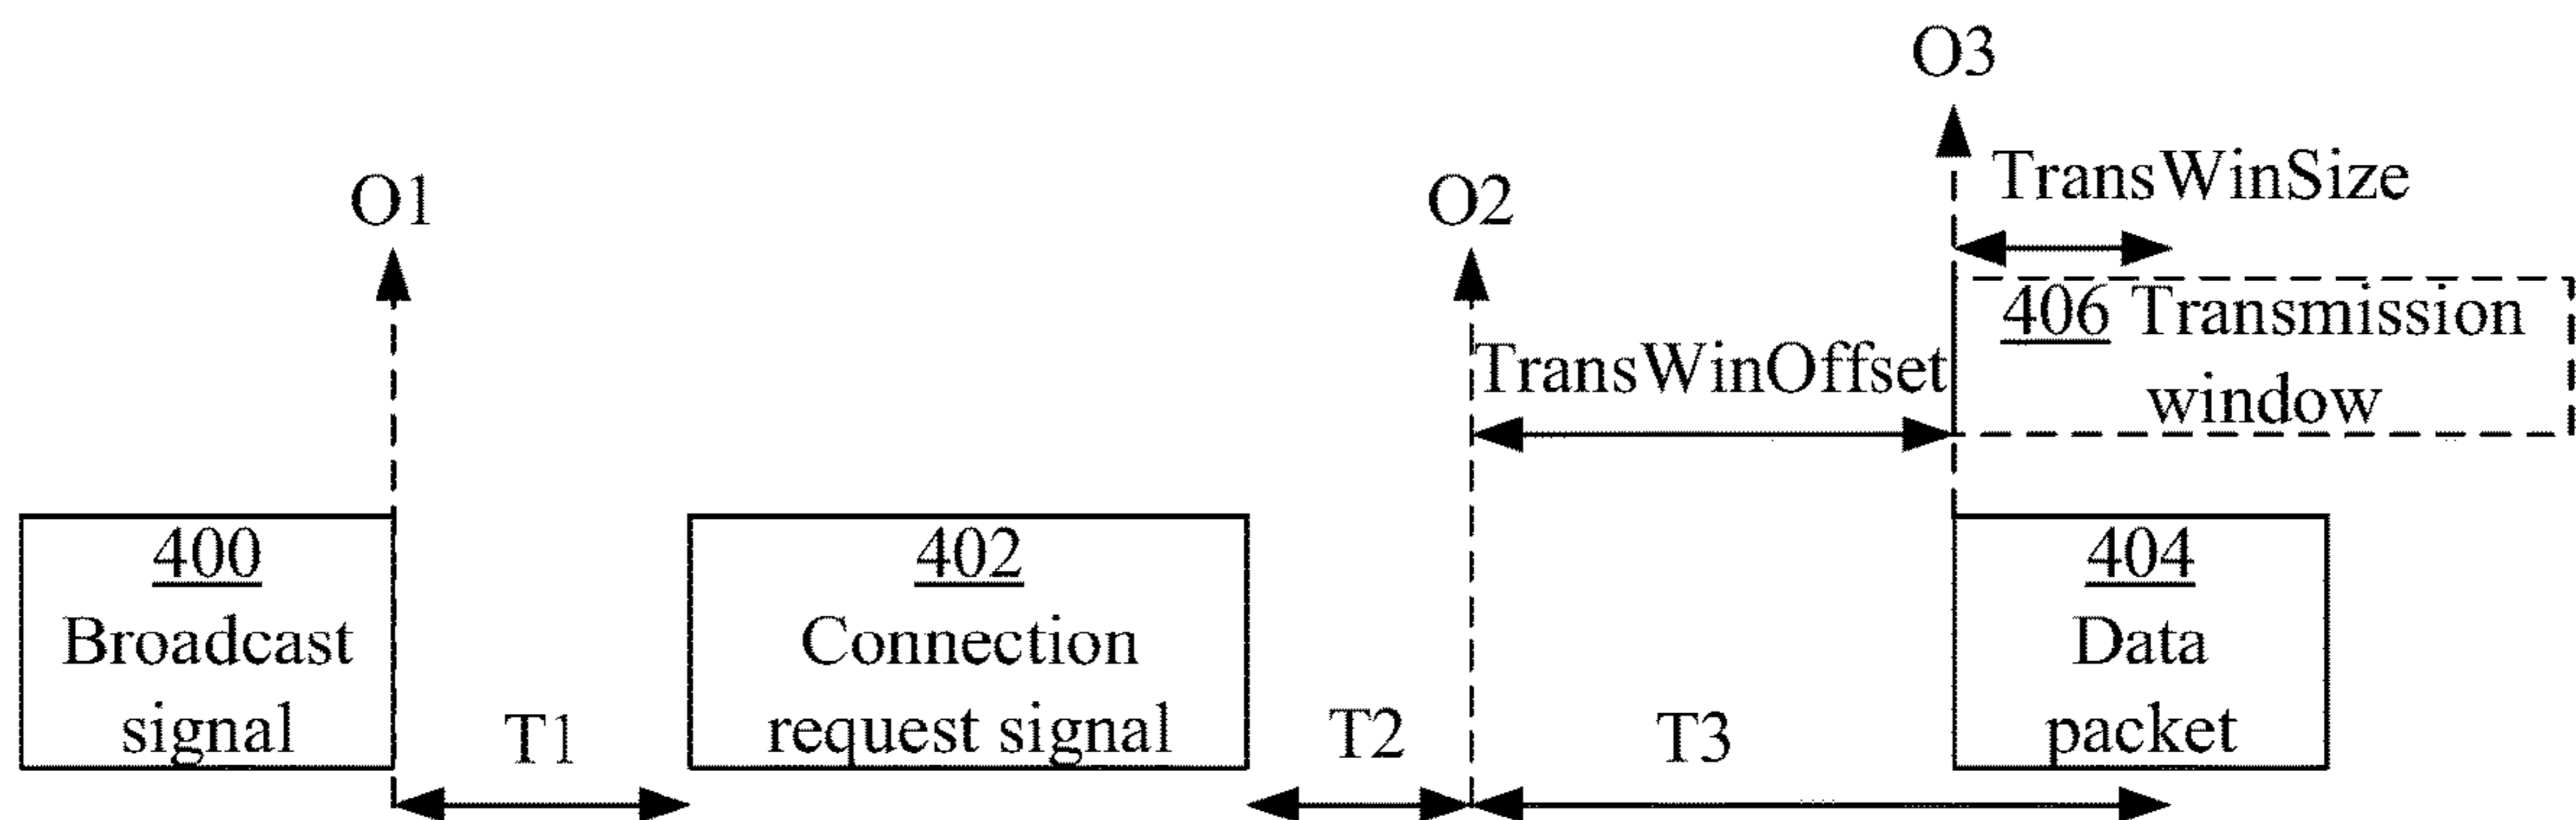 O3
TransWinSize
O1
O2
406 Transmission
window
TransWinOffset
400
Broadcast
signal
T1
402
Connection
request signal
T2
T3
404
Data
packet